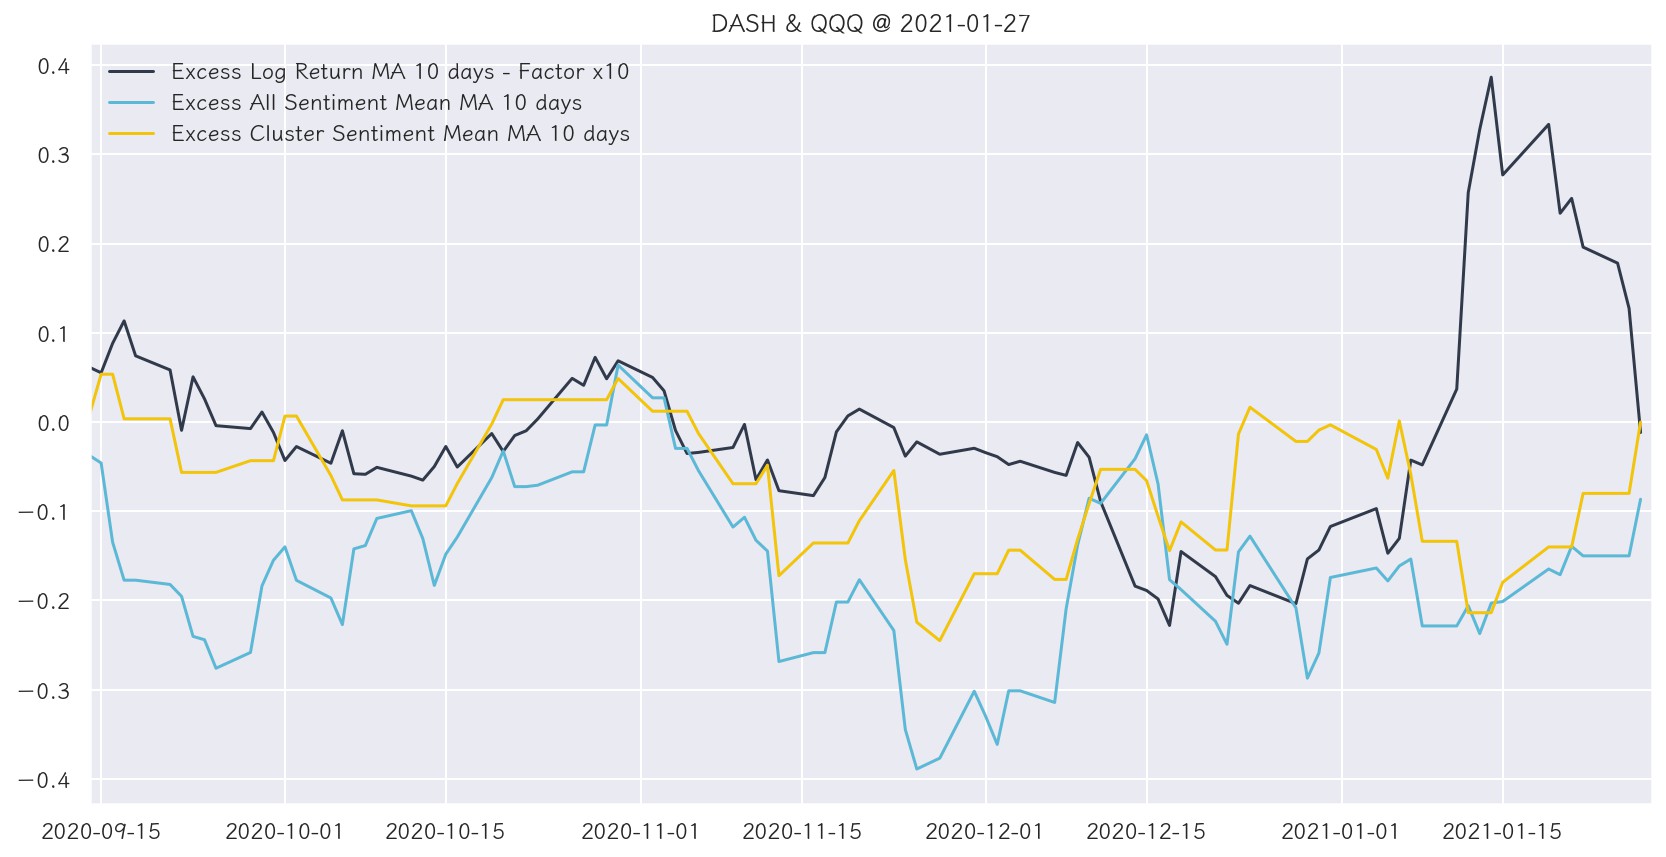 DASH & QQQ @ 2021-01-27
Excess Log Return MA 10 days - Factor x10
Excess All Sentiment Mean MA 10 days
Excess Cluster Sentiment Mean MA 10 days
0.4
0.3
0.2
0.1
0.0
−0.1
−0.2
−0.3
−0.4
2020-09-15 2020-10-01 2020-10-15 2020-11-01 2020-11-15 2020-12-01 2020-12-15 2021-01-01 2021-01-15